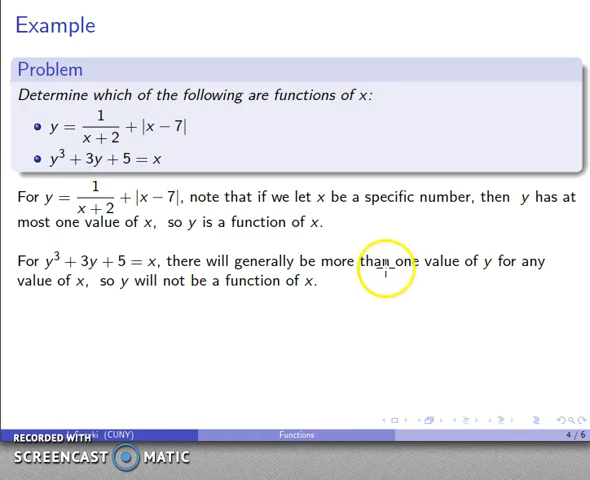 Example
Problem
Determine which of the following are functions of x:
y = 1/(x + 2) + |x − 7|
y³ + 3y + 5 = x
For y = 1/(x + 2) + |x − 7|, note that if we let x be a specific number, then y has at
most one value of x, so y is a function of x.
For y³ + 3y + 5 = x, there will generally be more than one value of y for any
value of x, so y will not be a function of x.
(CUNY) Functions 4 / 6
RECORDED WITH
SCREENCAST MATIC